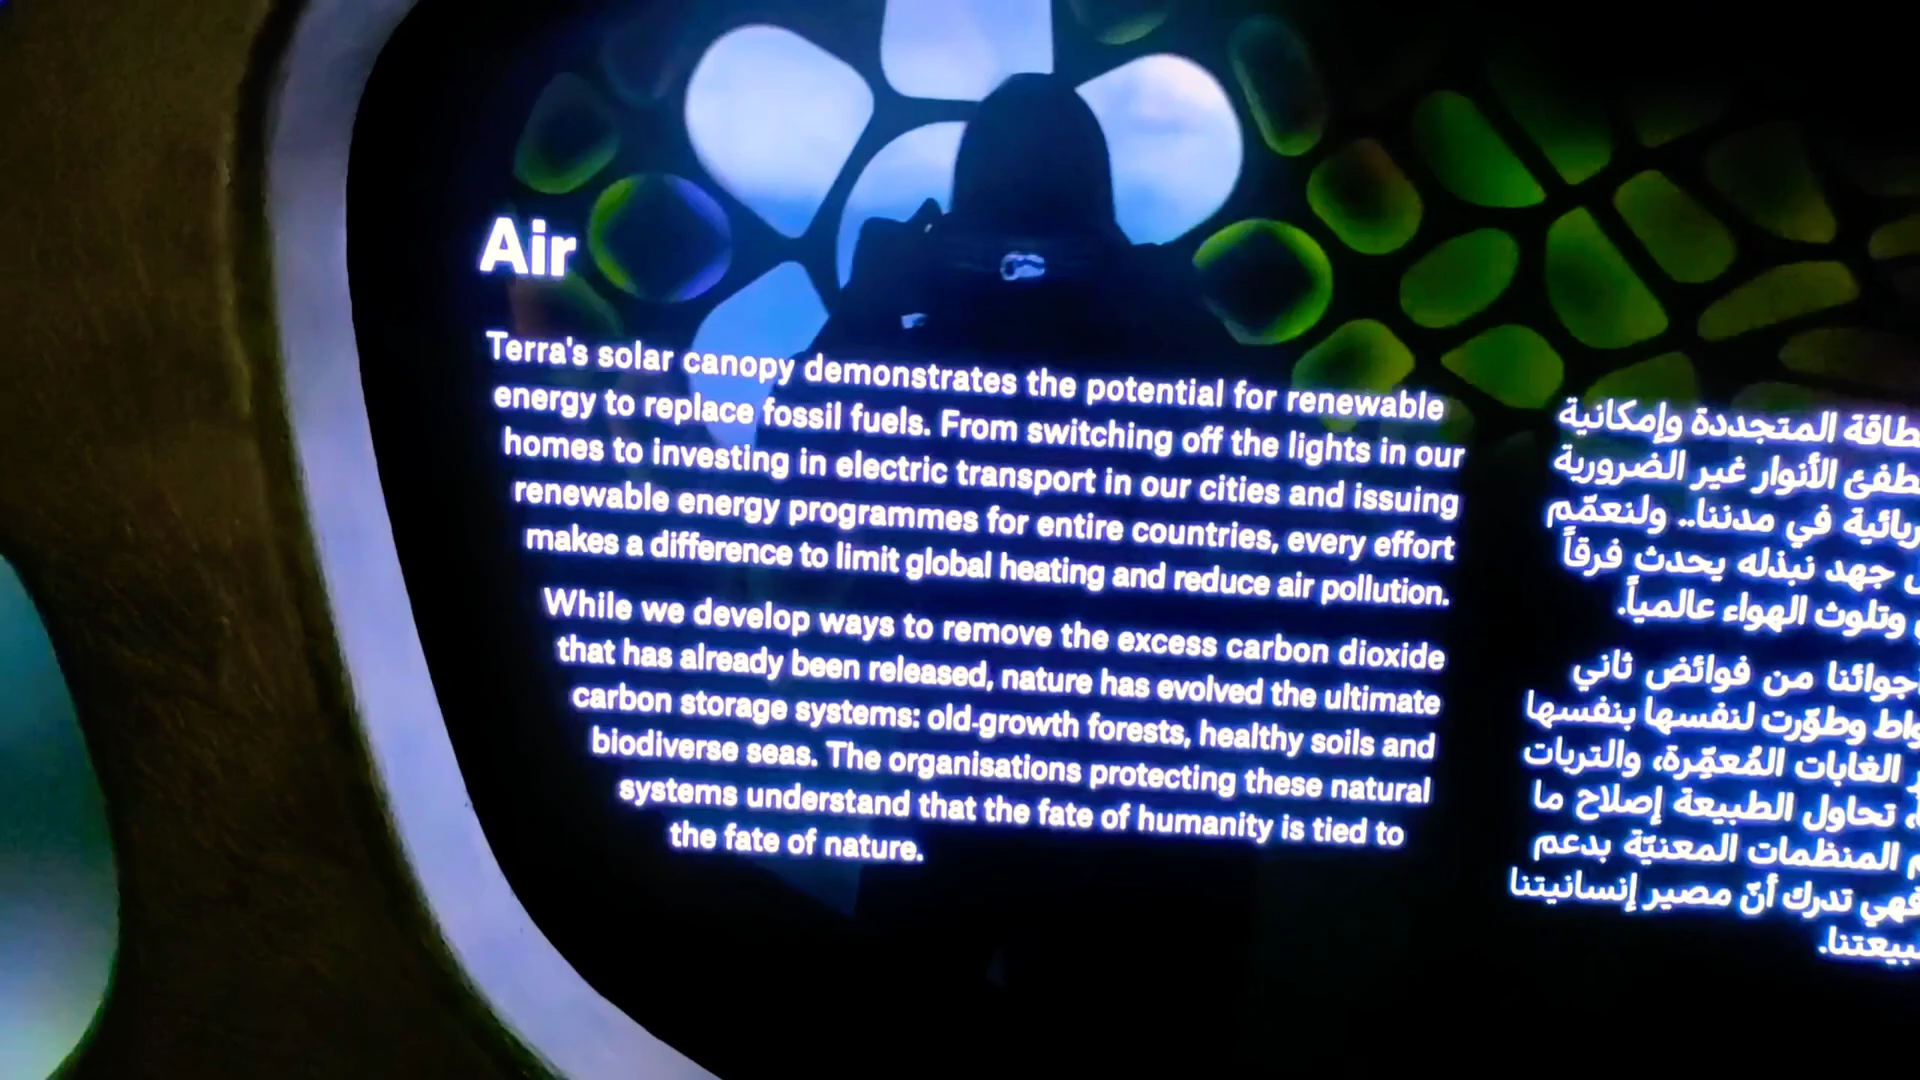 Air
Terra's solar canopy demonstrates the potential for renewable
energy to replace fossil fuels. From switching off the lights in our
homes to investing in electric transport in our cities and issuing
renewable energy programmes for entire countries, every effort
makes a difference to limit global heating and reduce air pollution.
While we develop ways to remove the excess carbon dioxide
that has already been released, nature has evolved the ultimate
carbon storage systems: old-growth forests, healthy soils and
biodiverse seas. The organisations protecting these natural
systems understand that the fate of humanity is tied to
the fate of nature.
المتجددة وإمكانية
الأنوار غير الضرورية
في مدننا.. ولنعمّم
جهد نبذله يحدث فرقاً
وتلوث الهواء عالمياً.
من فوائض ثاني
وطوّرت لنفسها بنفسها
الغابات المُعمِّرة، والتربات
تحاول الطبيعة إصلاح ما
المنظمات المعنيّة بدعم
فهي تدرك أنّ مصير إنسانيتنا